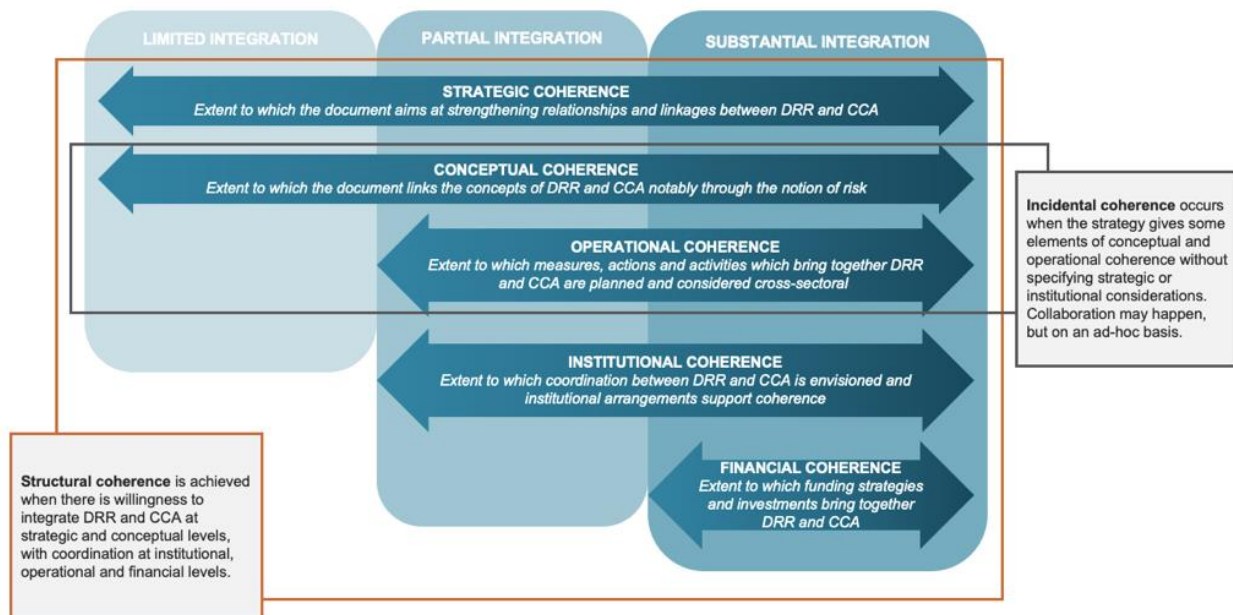 LIMITED INTEGRATION
PARTIAL INTEGRATION
SUBSTANTIAL INTEGRATION
STRATEGIC COHERENCE
Extent to which the document aims at strengthening relationships and linkages between DRR and CCA
CONCEPTUAL COHERENCE
Extent to which the document links the concepts of DRR and CCA notably through the notion of risk
OPERATIONAL COHERENCE
Extent to which measures, actions and activities which bring together DRR
and CCA are planned and considered cross-sectoral
Incidental coherence occurs
when the strategy gives some
elements of conceptual and
operational coherence without
specifying strategic or
institutional considerations.
Collaboration may happen,
but on an ad-hoc basis.
INSTITUTIONAL COHERENCE
Extent to which coordination between DRR and CCA is envisioned and
institutional arrangements support coherence
FINANCIAL COHERENCE
Extent to which funding strategies
and investments bring together
DRR and CCA
Structural coherence is achieved
when there is willingness to
integrate DRR and CCA at
strategic and conceptual levels,
with coordination at institutional,
operational and financial levels.